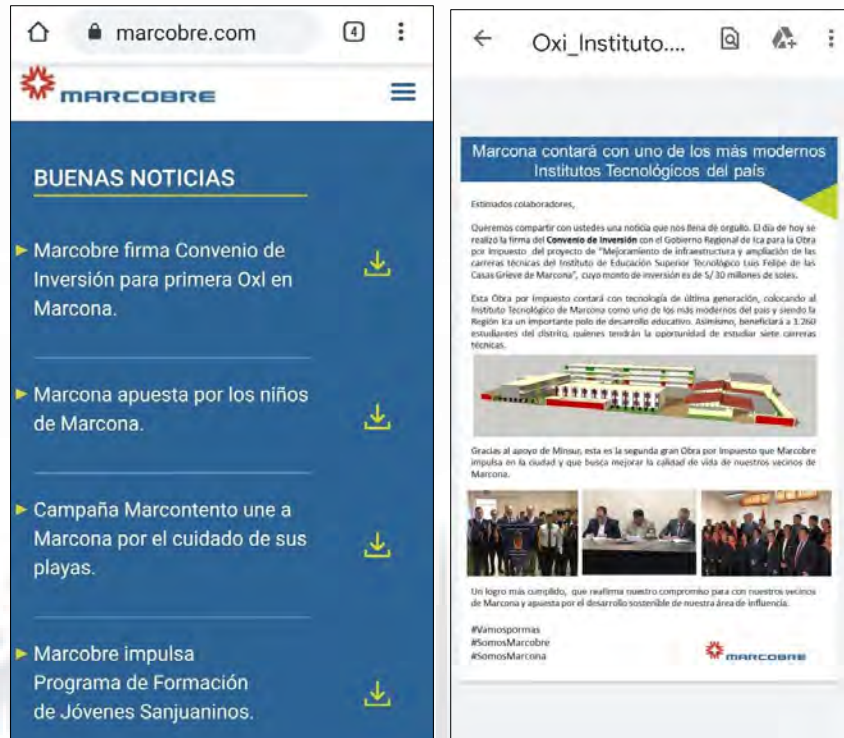 marcobre.com
4
MARCOBRE
BUENAS NOTICIAS
Marcobre firma Convenio de
Inversión para primera OxI en
Marcona.
Marcona apuesta por los niños
de Marcona.
Campaña Marcontento une a
Marcona por el cuidado de sus
playas.
Marcobre impulsa
Programa de Formación
de Jóvenes Sanjuaninos.
Oxi_Instituto....
Marcona contará con uno de los más modernos
Institutos Tecnológicos del país
Estimados colaboradores,
Queremos compartir con ustedes una noticia que nos llena de orgullo. El día de hoy se
realizó la firma del Convenio de Inversión con el Gobierno Regional de Ica para la Obra
por Impuesto del proyecto de "Mejoramiento de infraestructura y ampliación de las
carreras técnicas del Instituto de Educación Superior Tecnológico Luis Felipe de las
Casas Grieve de Marcona", cuyo monto de inversión es de S/ 30 millones de soles.
Esta Obra por Impuesto contará con tecnología de última generación, colocando al
Instituto Tecnológico de Marcona como uno de los más modernos del país y siendo la
Región Ica un importante polo de desarrollo educativo. Asimismo, beneficiará a 1,260
estudiantes del distrito, quienes tendrán la oportunidad de estudiar siete carreras
técnicas.
Gracias al apoyo de Minsur, esta es la segunda gran Obra por Impuesto que Marcobre
impulsa en la ciudad y que busca mejorar la calidad de vida de nuestros vecinos de
Marcona.
Un logro más cumplido, que reafirma nuestro compromiso para con nuestros vecinos
de Marcona y apuesta por el desarrollo sostenible de nuestra área de influencia.
#Vamospormas
#SomosMarcobre
#SomosMarcona
MARCOBRE